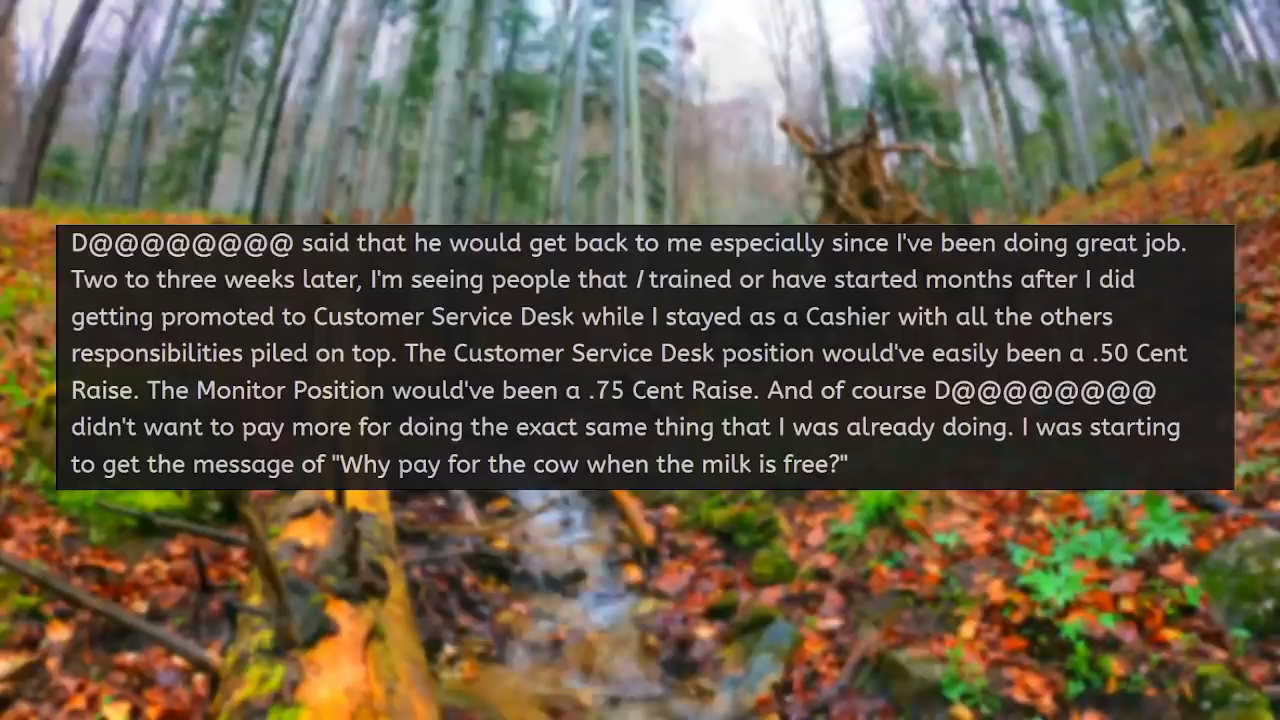 D@@@@@@@@ said that he would get back to me especially since I've been doing great job.
Two to three weeks later, I'm seeing people that I trained or have started months after I did
getting promoted to Customer Service Desk while I stayed as a Cashier with all the others
responsibilities piled on top. The Customer Service Desk position would've easily been a .50 Cent
Raise. The Monitor Position would've been a .75 Cent Raise. And of course D@@@@@@@@
didn't want to pay more for doing the exact same thing that I was already doing. I was starting
to get the message of "Why pay for the cow when the milk is free?"